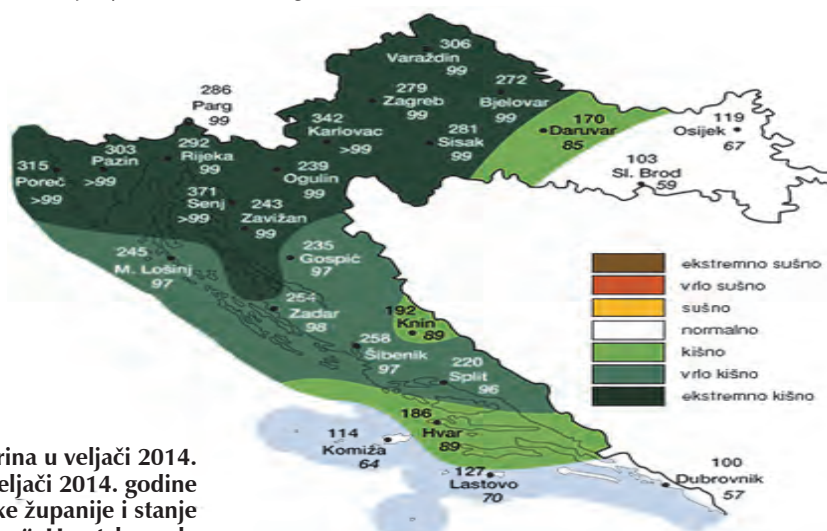 306
Varaždin
99
286
Parg
99
279
Zagreb
99
272
Bjelovar
99
342
Karlovac
>99
170
Daruvar
85
119
Osijek
67
303
Pazin
>99
292
Rijeka
99
281
Sisak
99
315
Poreč
>99
239
Ogulin
99
103
Sl. Brod
59
371
Senj
>99
243
Zavižan
99
245
M. Lošinj
97
235
Gospić
97
ekstremno sušno
vrlo sušno
sušno
normalno
kišno
vrlo kišno
ekstremno kišno
254
Zadar
98
192
Knin
89
258
Šibenik
97
220
Split
96
186
Hvar
89
114
Komiža
64
127
Lastovo
70
100
Dubrovnik
57
rina u veljači 2014.
eljači 2014. godine
ke županije i stanje